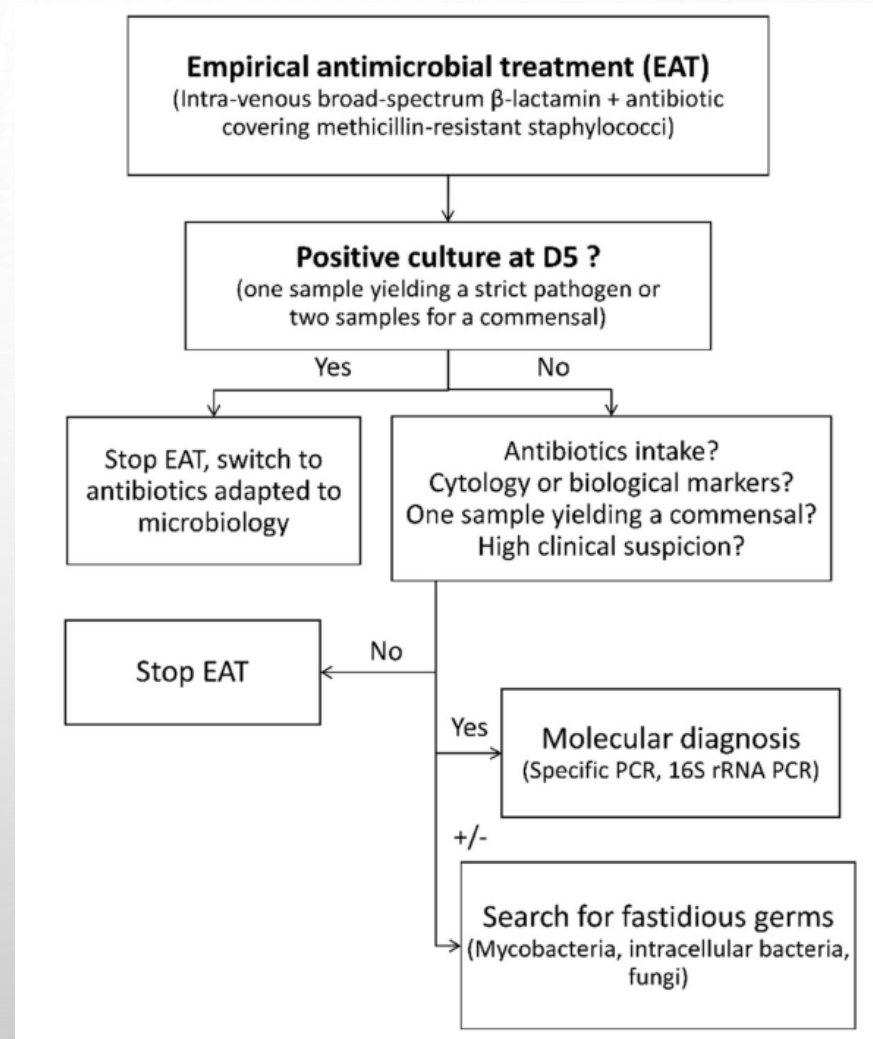 Empirical antimicrobial treatment (EAT)
(Intra-venous broad-spectrum β-lactamin + antibiotic
covering methicillin-resistant staphylococci)
Positive culture at D5 ?
(one sample yielding a strict pathogen or
two samples for a commensal)
Yes
No
Stop EAT, switch to
antibiotics adapted to
microbiology
Antibiotics intake?
Cytology or biological markers?
One sample yielding a commensal?
High clinical suspicion?
No
Stop EAT
Yes
Molecular diagnosis
(Specific PCR, 16S rRNA PCR)
+/-
Search for fastidious germs
(Mycobacteria, intracellular bacteria,
fungi)